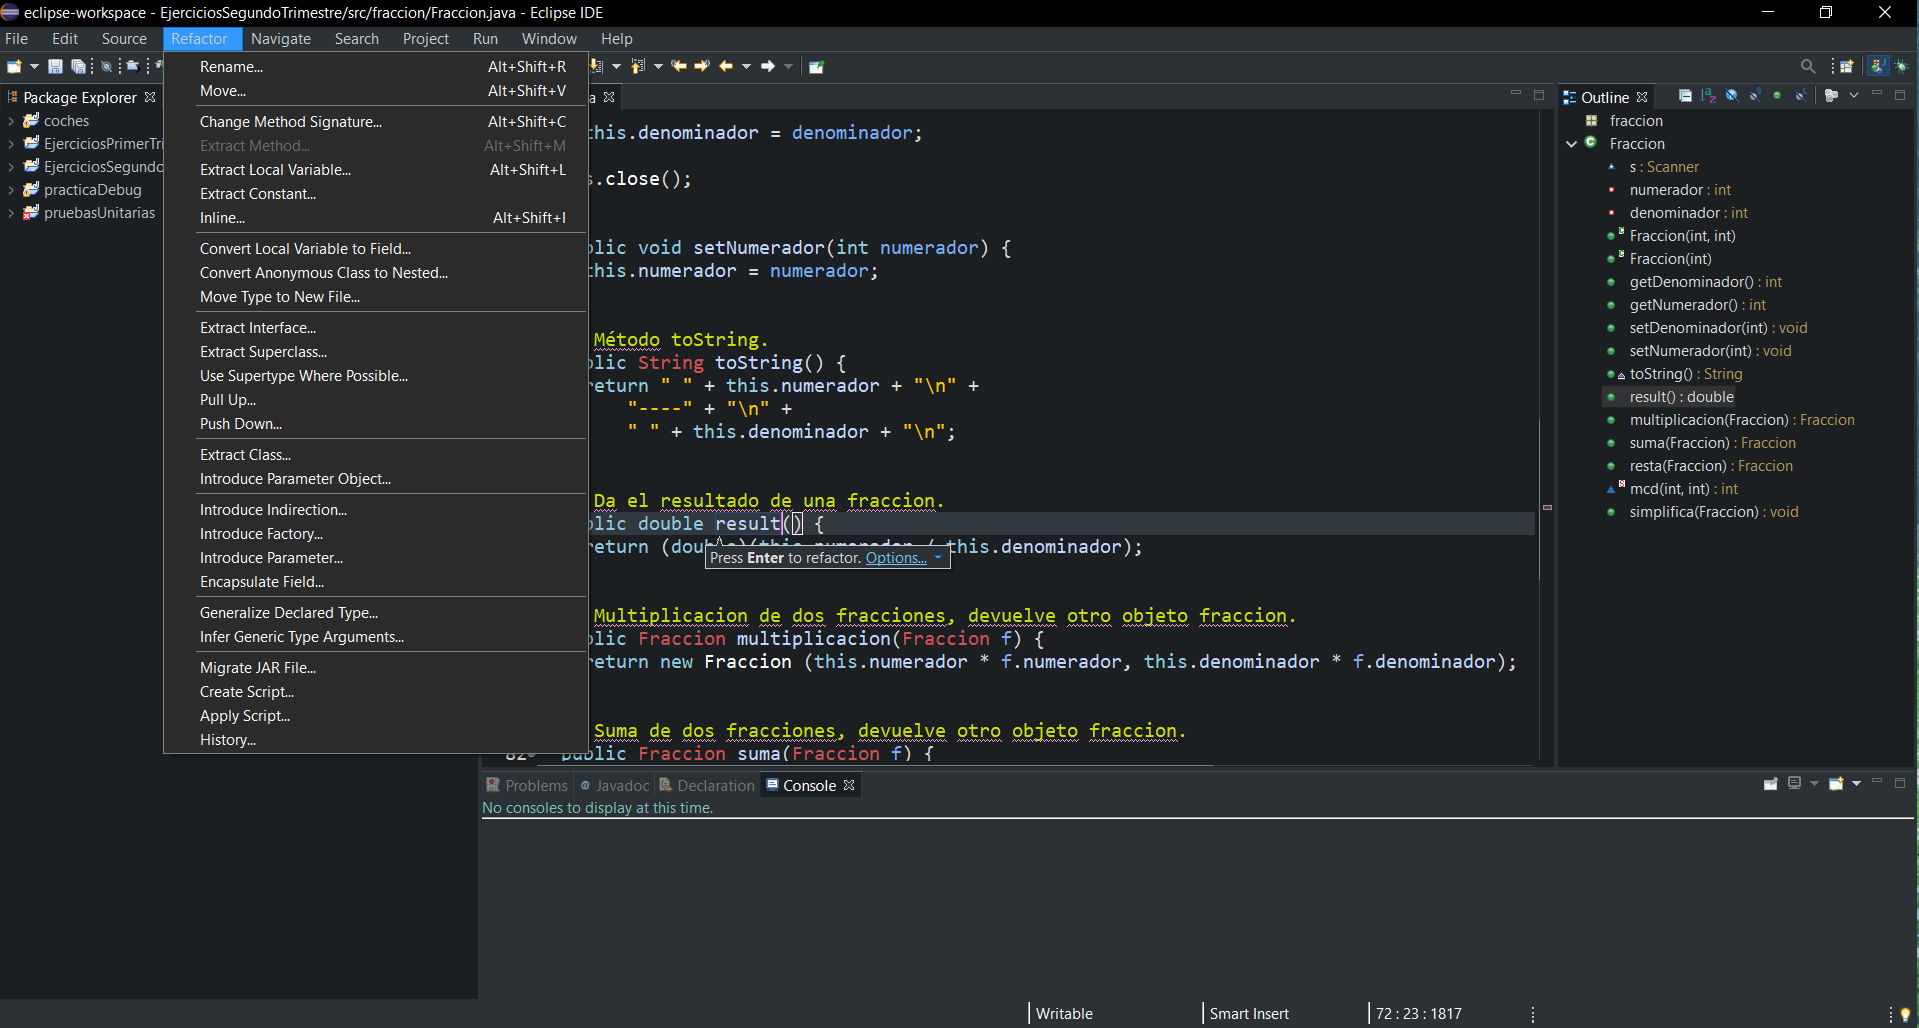 eclipse-workspace - EjerciciosSegundoTrimestre/src/fraccion/Fraccion.java - Eclipse IDE
File Edit Source Refactor Navigate Search Project Run Window Help
Rename... Alt+Shift+R
Move... Alt+Shift+V
Change Method Signature... Alt+Shift+C
Extract Method... Alt+Shift+M
Extract Local Variable... Alt+Shift+L
Extract Constant...
Inline... Alt+Shift+I
Convert Local Variable to Field...
Convert Anonymous Class to Nested...
Move Type to New File...
Extract Interface...
Extract Superclass...
Use Supertype Where Possible...
Pull Up...
Push Down...
Extract Class...
Introduce Parameter Object...
Introduce Indirection...
Introduce Factory...
Introduce Parameter...
Encapsulate Field...
Generalize Declared Type...
Infer Generic Type Arguments...
Migrate JAR File...
Create Script...
Apply Script...
History...
Package Explorer
coches
EjerciciosPrimerTri
EjerciciosSegundo
practicaDebug
pruebasUnitarias
a
this.denominador = denominador;
s.close();
blic void setNumerador(int numerador) {
this.numerador = numerador;
Método toString.
blic String toString() {
return " " + this.numerador + "\n" +
"----" + "\n" +
" " + this.denominador + "\n";
Da el resultado de una fraccion.
blic double result() {
return (double)(this.numerador / this.denominador);
Press Enter to refactor. Options...
Multiplicacion de dos fracciones, devuelve otro objeto fraccion.
blic Fraccion multiplicacion(Fraccion f) {
return new Fraccion (this.numerador * f.numerador, this.denominador * f.denominador);
Suma de dos fracciones, devuelve otro objeto fraccion.
82 public Fraccion suma(Fraccion f) {
Outline
fraccion
Fraccion
s : Scanner
numerador : int
denominador : int
Fraccion(int, int)
Fraccion(int)
getDenominador() : int
getNumerador() : int
setDenominador(int) : void
setNumerador(int) : void
toString() : String
result() : double
multiplicacion(Fraccion) : Fraccion
suma(Fraccion) : Fraccion
resta(Fraccion) : Fraccion
mcd(int, int) : int
simplifica(Fraccion) : void
Problems Javadoc Declaration Console
No consoles to display at this time.
Writable Smart Insert 72 : 23 : 1817